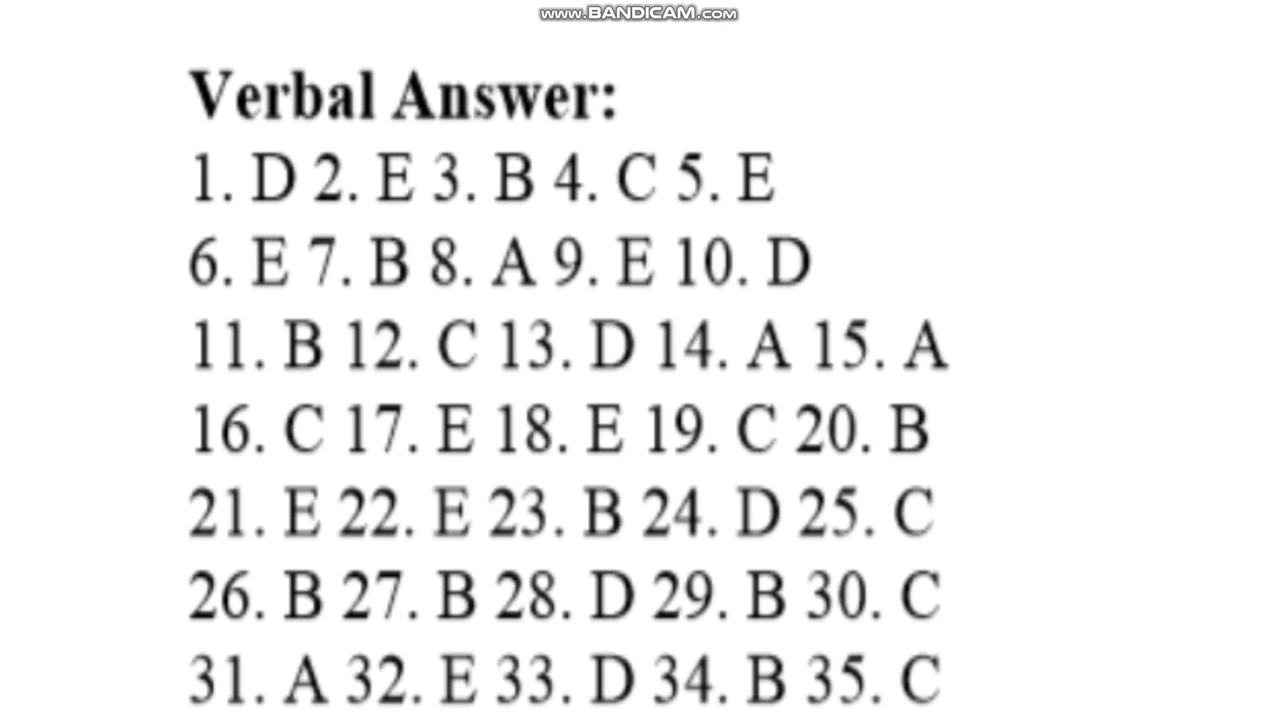 www.BANDICAM.com
Verbal Answer:
1. D 2. E 3. B 4. C 5. E
6. E 7. B 8. A 9. E 10. D
11. B 12. C 13. D 14. A 15. A
16. C 17. E 18. E 19. C 20. B
21. E 22. E 23. B 24. D 25. C
26. B 27. B 28. D 29. B 30. C
31. A 32. E 33. D 34. B 35. C